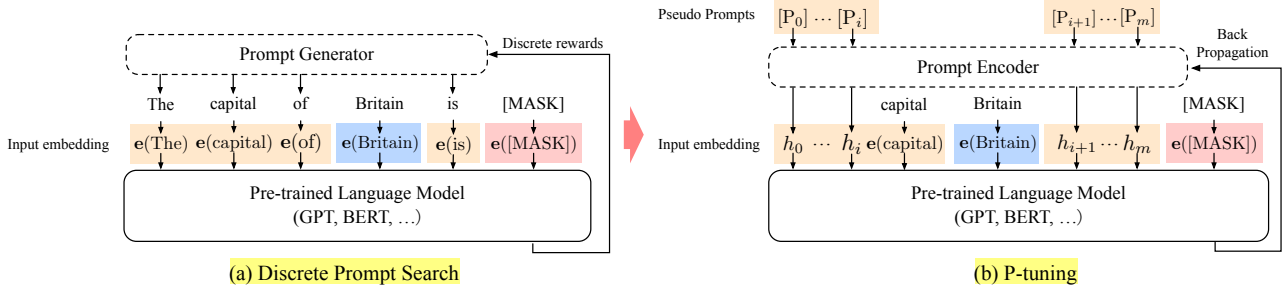 Prompt Generator
Discrete rewards
The capital of Britain is [MASK]
Input embedding e(The) e(capital) e(of) e(Britain) e(is) e([MASK])
Pre-trained Language Model
(GPT, BERT, …)
(a) Discrete Prompt Search
Pseudo Prompts [P₀] ⋯ [Pᵢ] [Pᵢ₊₁] ⋯ [Pₘ]
Back
Propagation
Prompt Encoder
capital Britain [MASK]
Input embedding h₀ ⋯ hᵢ e(capital) e(Britain) hᵢ₊₁ ⋯ hₘ e([MASK])
Pre-trained Language Model
(GPT, BERT, …)
(b) P-tuning